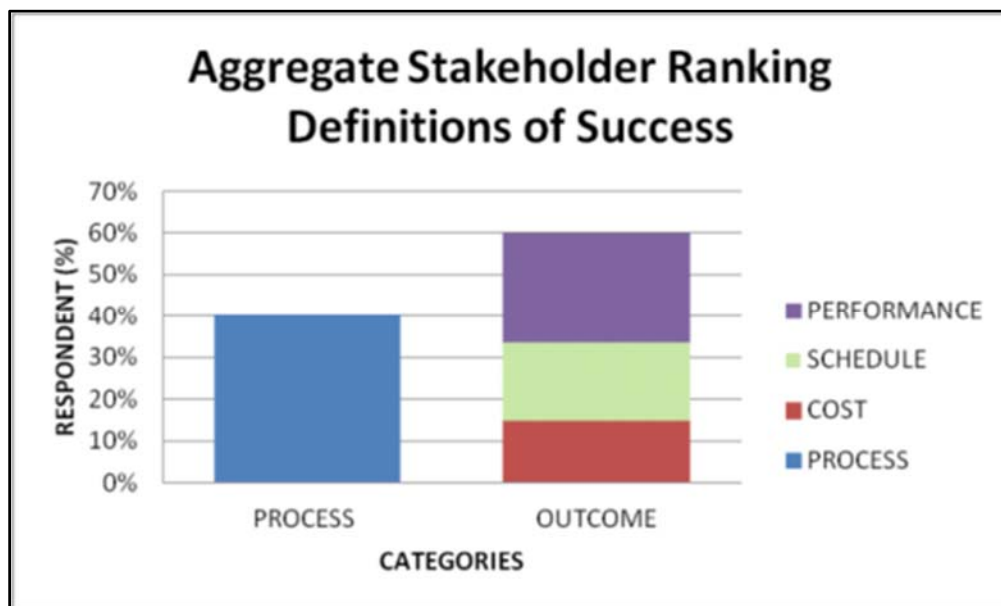 Aggregate Stakeholder Ranking
Definitions of Success
70%
60%
50%
40%
30%
20%
10%
0%
RESPONDENT (%)
PROCESS
OUTCOME
CATEGORIES
PERFORMANCE
SCHEDULE
COST
PROCESS